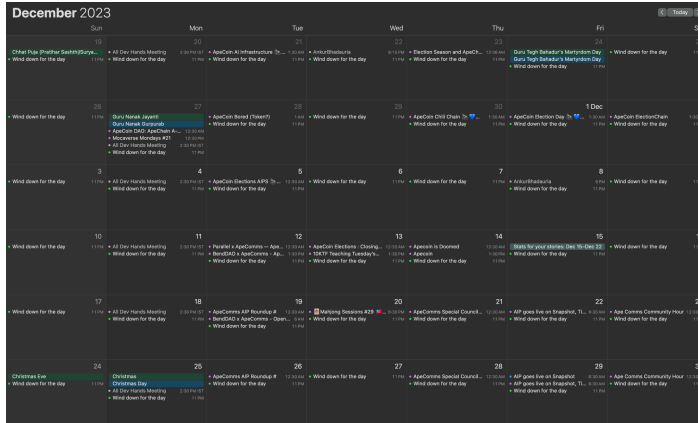 December 2023
Today
Sun Mon Tue Wed Thu Fri
19 20 21 22 23 24
Chhat Puja (Pratihar Sashthi/Surya...
Wind down for the day 11 PM
All Dev Hands Meeting 2:30 PM IST
Wind down for the day 11 PM
ApeCoin AI Infrastructure 1:30 AM
Wind down for the day 11 PM
AnkurBhadauria 9:15 PM
Wind down for the day 11 PM
Election Season and ApeCh... 12:30 AM
Wind down for the day 11 PM
Guru Tegh Bahadur's Martyrdom Day
Guru Tegh Bahadur's Martyrdom Day
Wind down for the day 11 PM
Wind down for the day
26 27 28 29 30 1 Dec
Wind down for the day 11 PM
Guru Nanak Jayanti
Guru Nanak Gurpurab
ApeCoin DAO: ApeChain A-... 12:30 AM
Mocaverse Mondays #21 12:30 PM
All Dev Hands Meeting 2:30 PM IST
Wind down for the day 11 PM
ApeCoin Bored (Token?) 1 AM
Wind down for the day 11 PM
Wind down for the day 11 PM
ApeCoin Chill Chain 💙... 1:30 AM
Wind down for the day 11 PM
ApeCoin Election Day 💙... 1:30 AM
Wind down for the day 11 PM
ApeCoin ElectionChain
Wind down for the day
3 4 5 6 7 8
Wind down for the day 11 PM
All Dev Hands Meeting 2:30 PM IST
Wind down for the day 11 PM
ApeCoin Elections AIPS 12:30 AM
Wind down for the day 11 PM
Wind down for the day 11 PM
Wind down for the day 11 PM
AnkurBhadauria 6 PM
Wind down for the day 11 PM
Wind down for the day
10 11 12 13 14 15
Wind down for the day 11 PM
All Dev Hands Meeting 2:30 PM IST
Wind down for the day 11 PM
Parallel x ApeComms — Ape... 12:30 AM
BendDAO x ApeComms - Ap... 1:30 PM
Wind down for the day 11 PM
ApeCoin Elections : Closing... 12:30 AM
10KTF Teaching Tuesday's... 1:35 PM
Wind down for the day 11 PM
Apecoin is Doomed 12:30 AM
Apecoin 1:30 PM
Wind down for the day 11 PM
Stats for your stories: Dec 15-Dec 22
Wind down for the day 11 PM
Wind down for the day
17 18 19 20 21 22
Wind down for the day 11 PM
All Dev Hands Meeting 2:30 PM IST
Wind down for the day 11 PM
ApeComms AIP Roundup # 12:30 AM
BendDAO x ApeComms - Open... 6 AM
Wind down for the day 11 PM
Mahjong Sessions #29 8:30 PM
Wind down for the day 11 PM
ApeComms Special Council... 12:30 AM
Wind down for the day 11 PM
AIP goes live on Snapshot, Ti... 6:30 AM
Wind down for the day 11 PM
Ape Comms Community Hour
Wind down for the day
24 25 26 27 28 29
Christmas Eve
Wind down for the day 11 PM
Christmas
Christmas Day
All Dev Hands Meeting 2:30 PM IST
Wind down for the day 11 PM
ApeComms AIP Roundup # 12:30 AM
Wind down for the day 11 PM
Wind down for the day 11 PM
ApeComms Special Council... 12:30 AM
Wind down for the day 11 PM
AIP goes live on Snapshot 6:30 AM
AIP goes live on Snapshot, Ti... 6:30 AM
Wind down for the day 11 PM
Ape Comms Community Hour
Wind down for the day